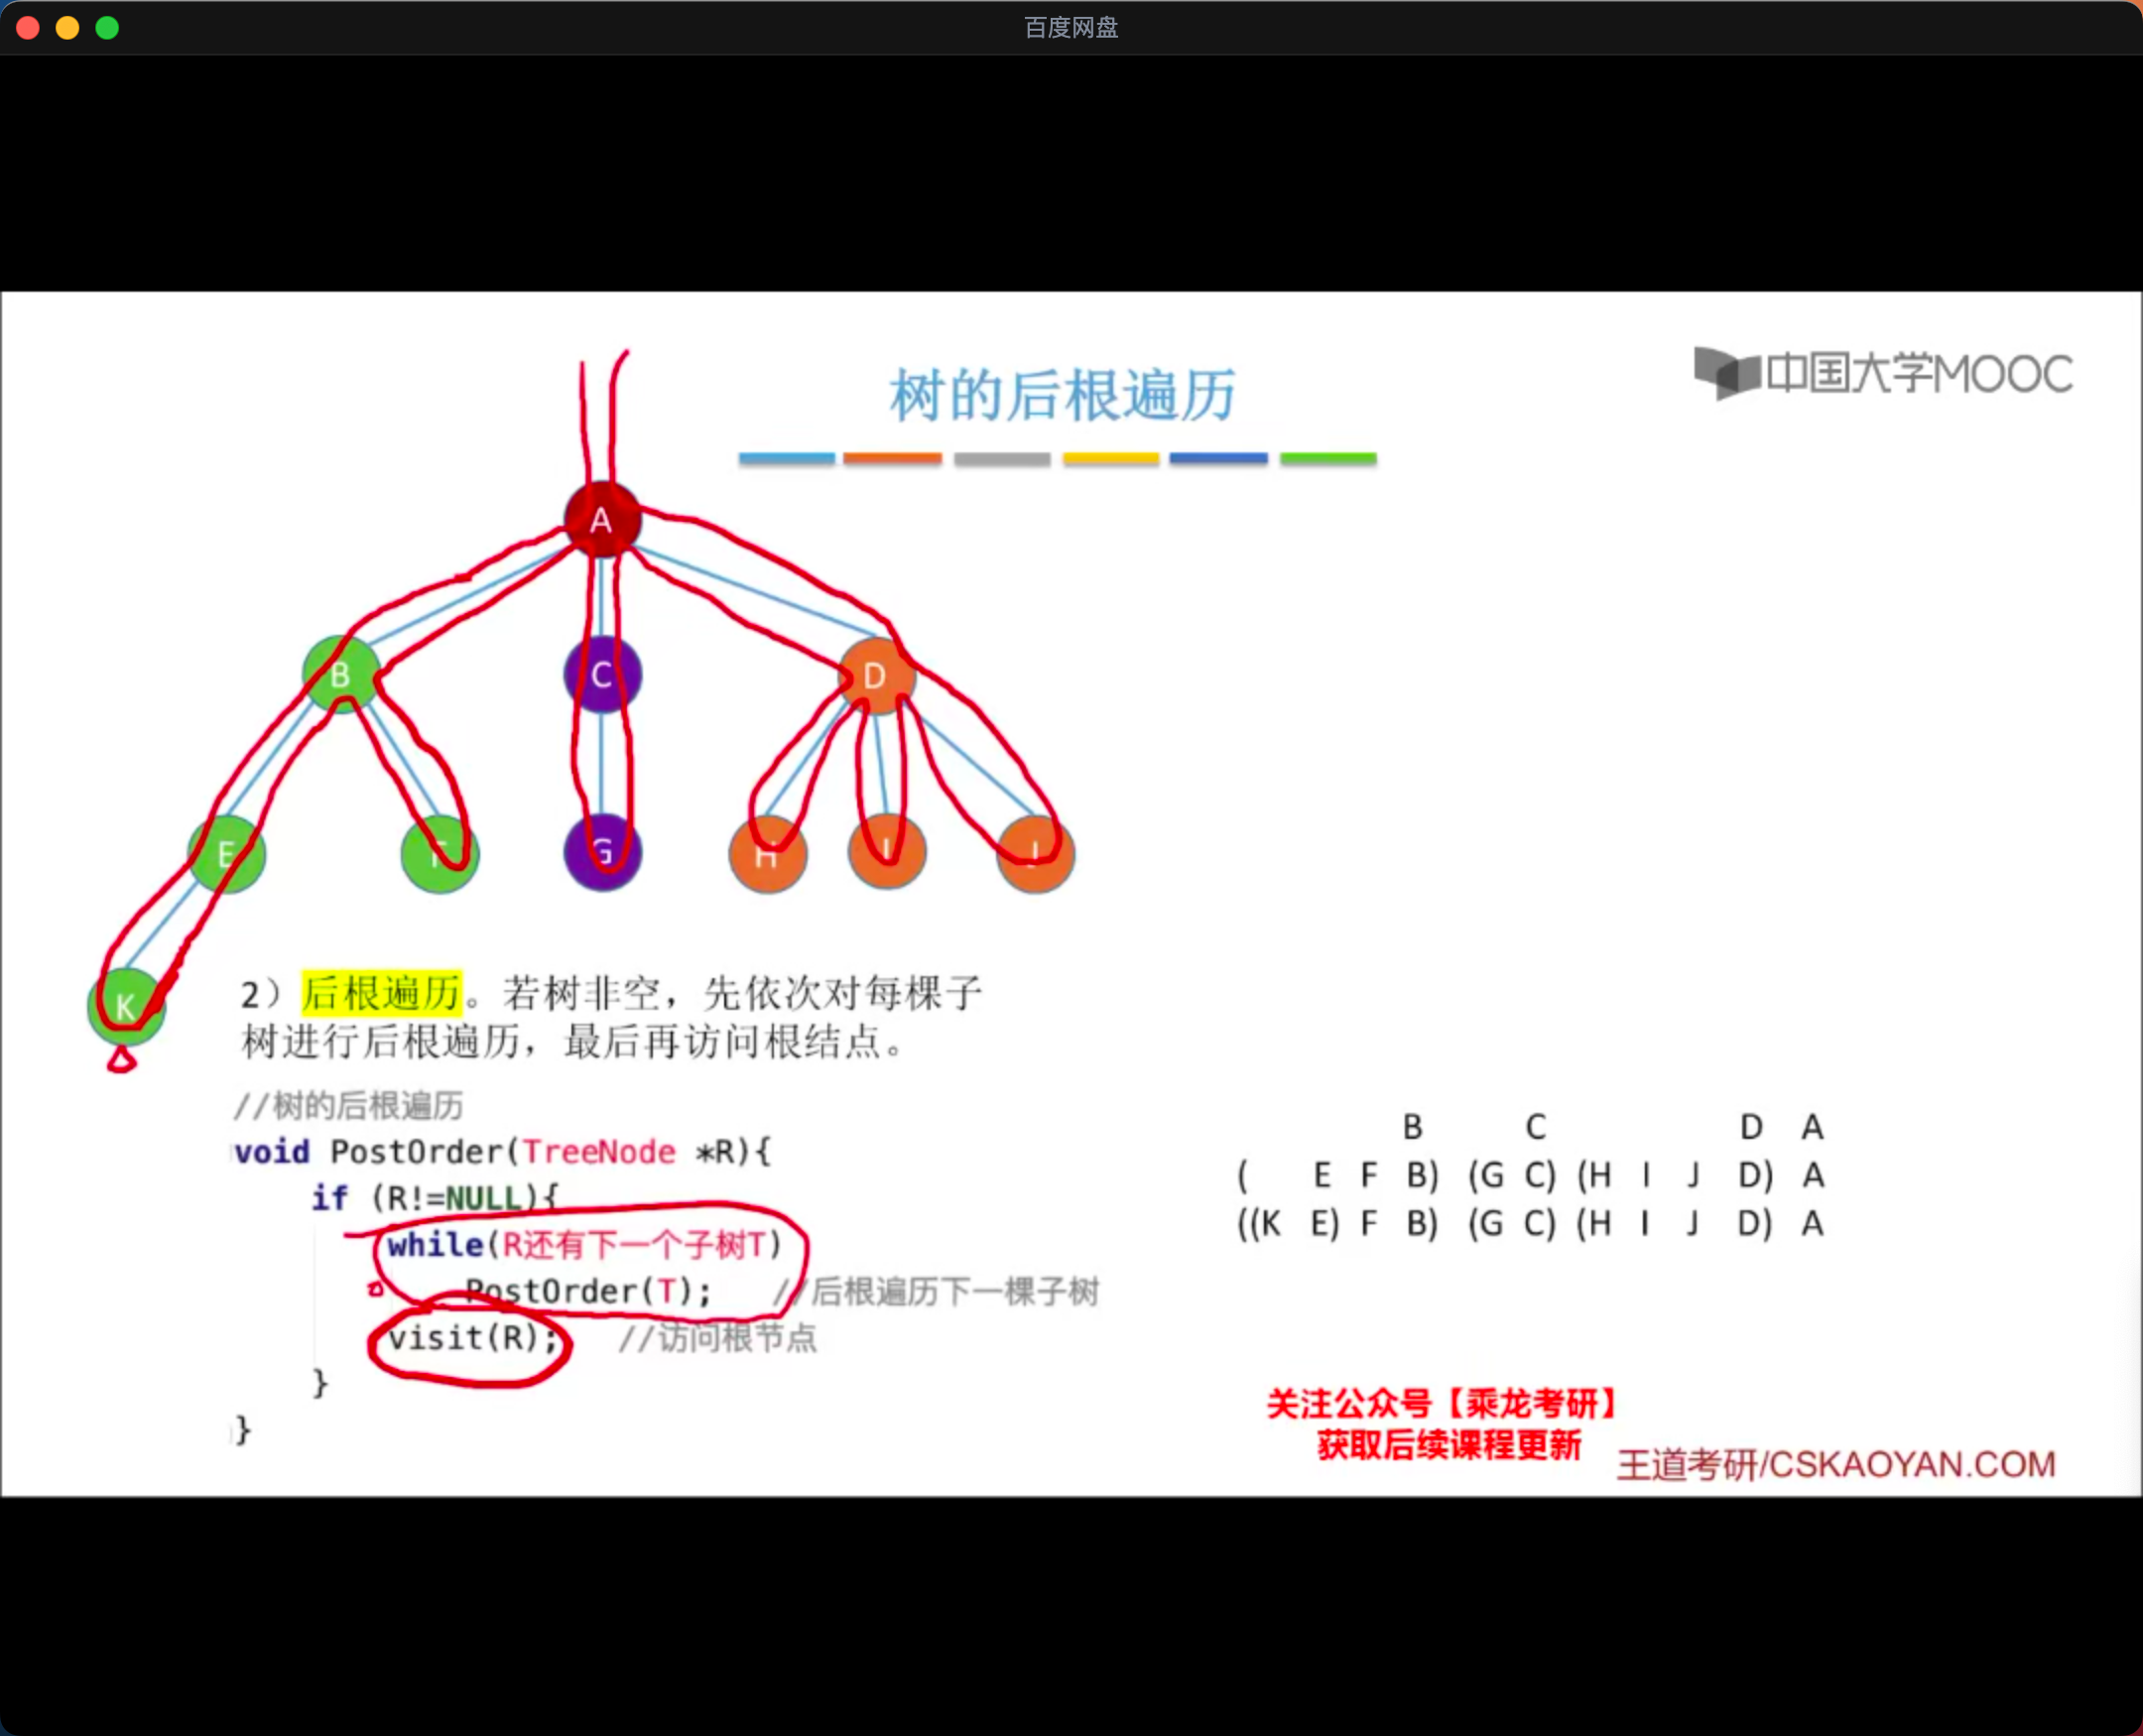 百度网盘
中国大学MOOC
树的后根遍历
A
B
C
D
E
F
G
H
I
J
K
2）后根遍历。若树非空，先依次对每棵子
树进行后根遍历，最后再访问根结点。
//树的后根遍历
void PostOrder(TreeNode *R){
if (R!=NULL){
while(R还有下一个子树T)
PostOrder(T); //后根遍历下一棵子树
visit(R); //访问根节点
}
}
B C D A
( E F B) (G C) (H I J D) A
((K E) F B) (G C) (H I J D) A
关注公众号【乘龙考研】
获取后续课程更新
王道考研/CSKAOYAN.COM